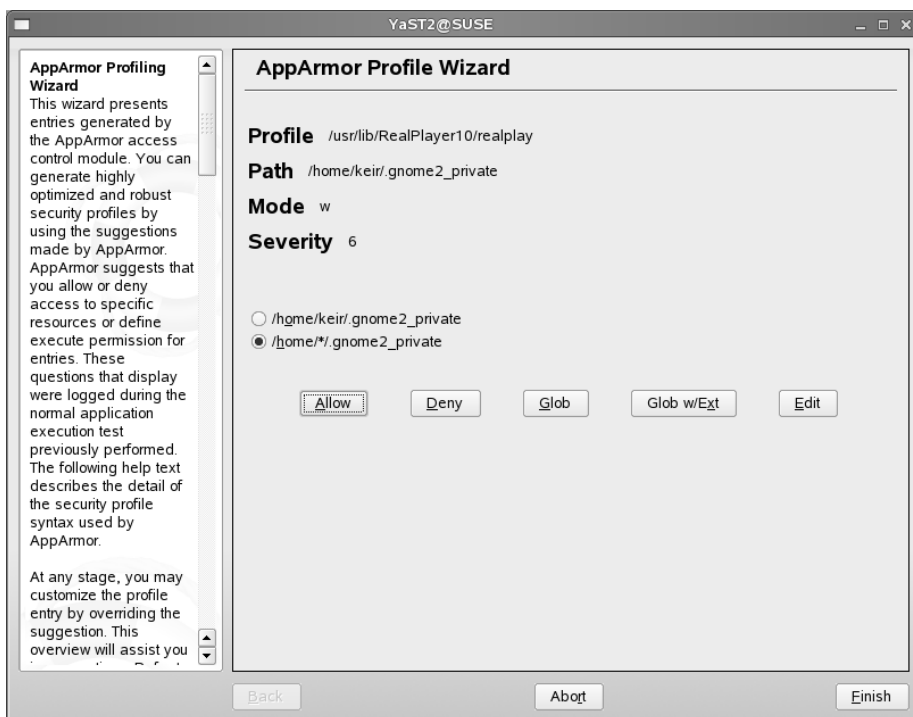 YaST2@SUSE
AppArmor Profiling
Wizard
This wizard presents
entries generated by
the AppArmor access
control module. You can
generate highly
optimized and robust
security profiles by
using the suggestions
made by AppArmor.
AppArmor suggests that
you allow or deny
access to specific
resources or define
execute permission for
entries. These
questions that display
were logged during the
normal application
execution test
previously performed.
The following help text
describes the detail of
the security profile
syntax used by
AppArmor.
At any stage, you may
customize the profile
entry by overriding the
suggestion. This
overview will assist you
AppArmor Profile Wizard
Profile /usr/lib/RealPlayer10/realplay
Path /home/keir/.gnome2_private
Mode w
Severity 6
/home/keir/.gnome2_private
/home/*/.gnome2_private
Allow Deny Glob Glob w/Ext Edit
Back Abort Finish